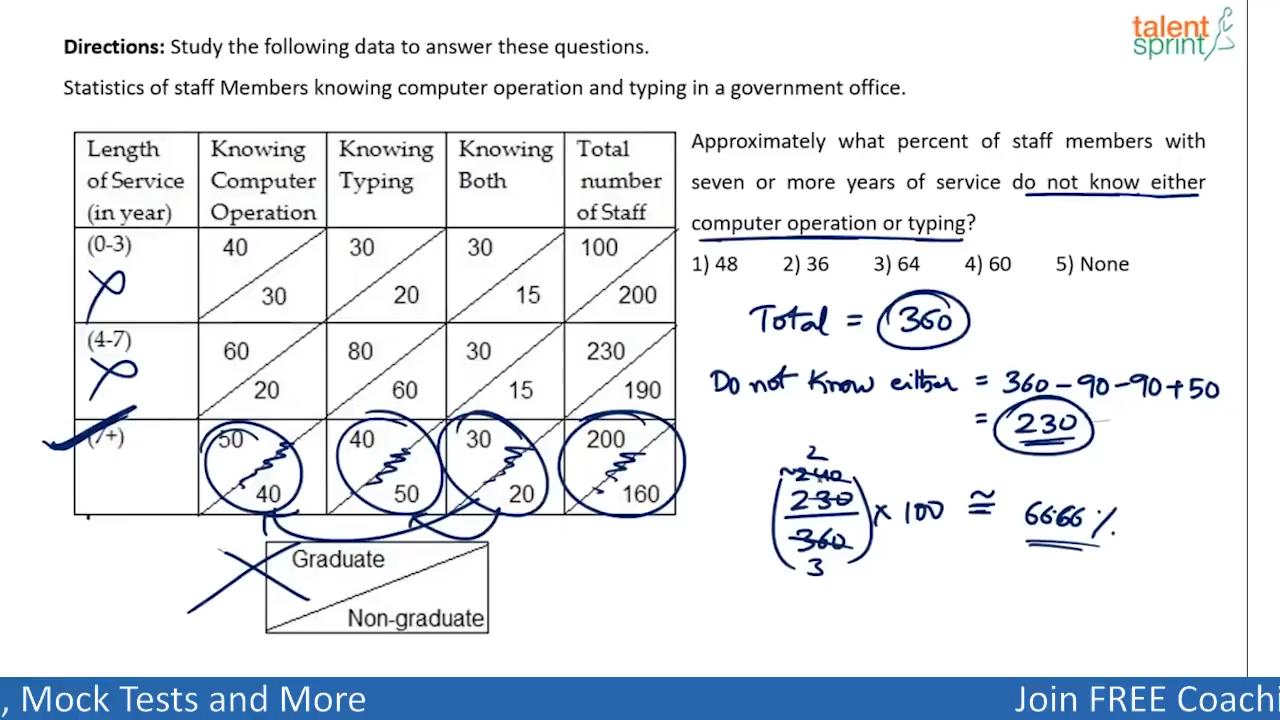 talent
sprint
Directions: Study the following data to answer these questions.
Statistics of staff Members knowing computer operation and typing in a government office.
Length of Service (in year) Knowing Computer Operation Knowing Typing Knowing Both Total number of Staff
(0-3) 40 30 30 30 20 30 15 100 200
(4-7) 60 20 80 60 30 15 230 190
(7+) 50 40 40 50 30 20 200 160
Graduate
Non-graduate
Approximately what percent of staff members with
seven or more years of service do not know either
computer operation or typing?
1) 48 2) 36 3) 64 4) 60 5) None
Total = 360
Do not know either = 360 - 90 - 90 + 50
= 230
2
~240
(230/360) x 100 ≅ 66.66 %
3
, Mock Tests and More Join FREE Coachi